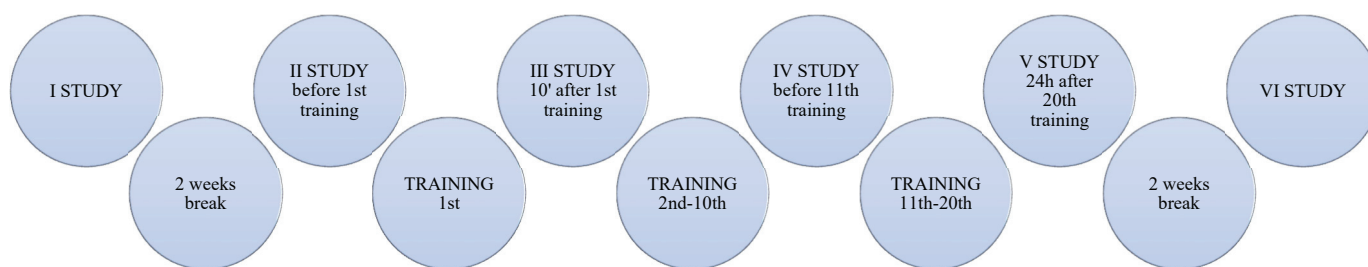 I STUDY
2 weeks
break
II STUDY
before 1st
training
TRAINING
1st
III STUDY
10' after 1st
training
TRAINING
2nd-10th
IV STUDY
before 11th
training
TRAINING
11th-20th
V STUDY
24h after
20th
training
2 weeks
break
VI STUDY